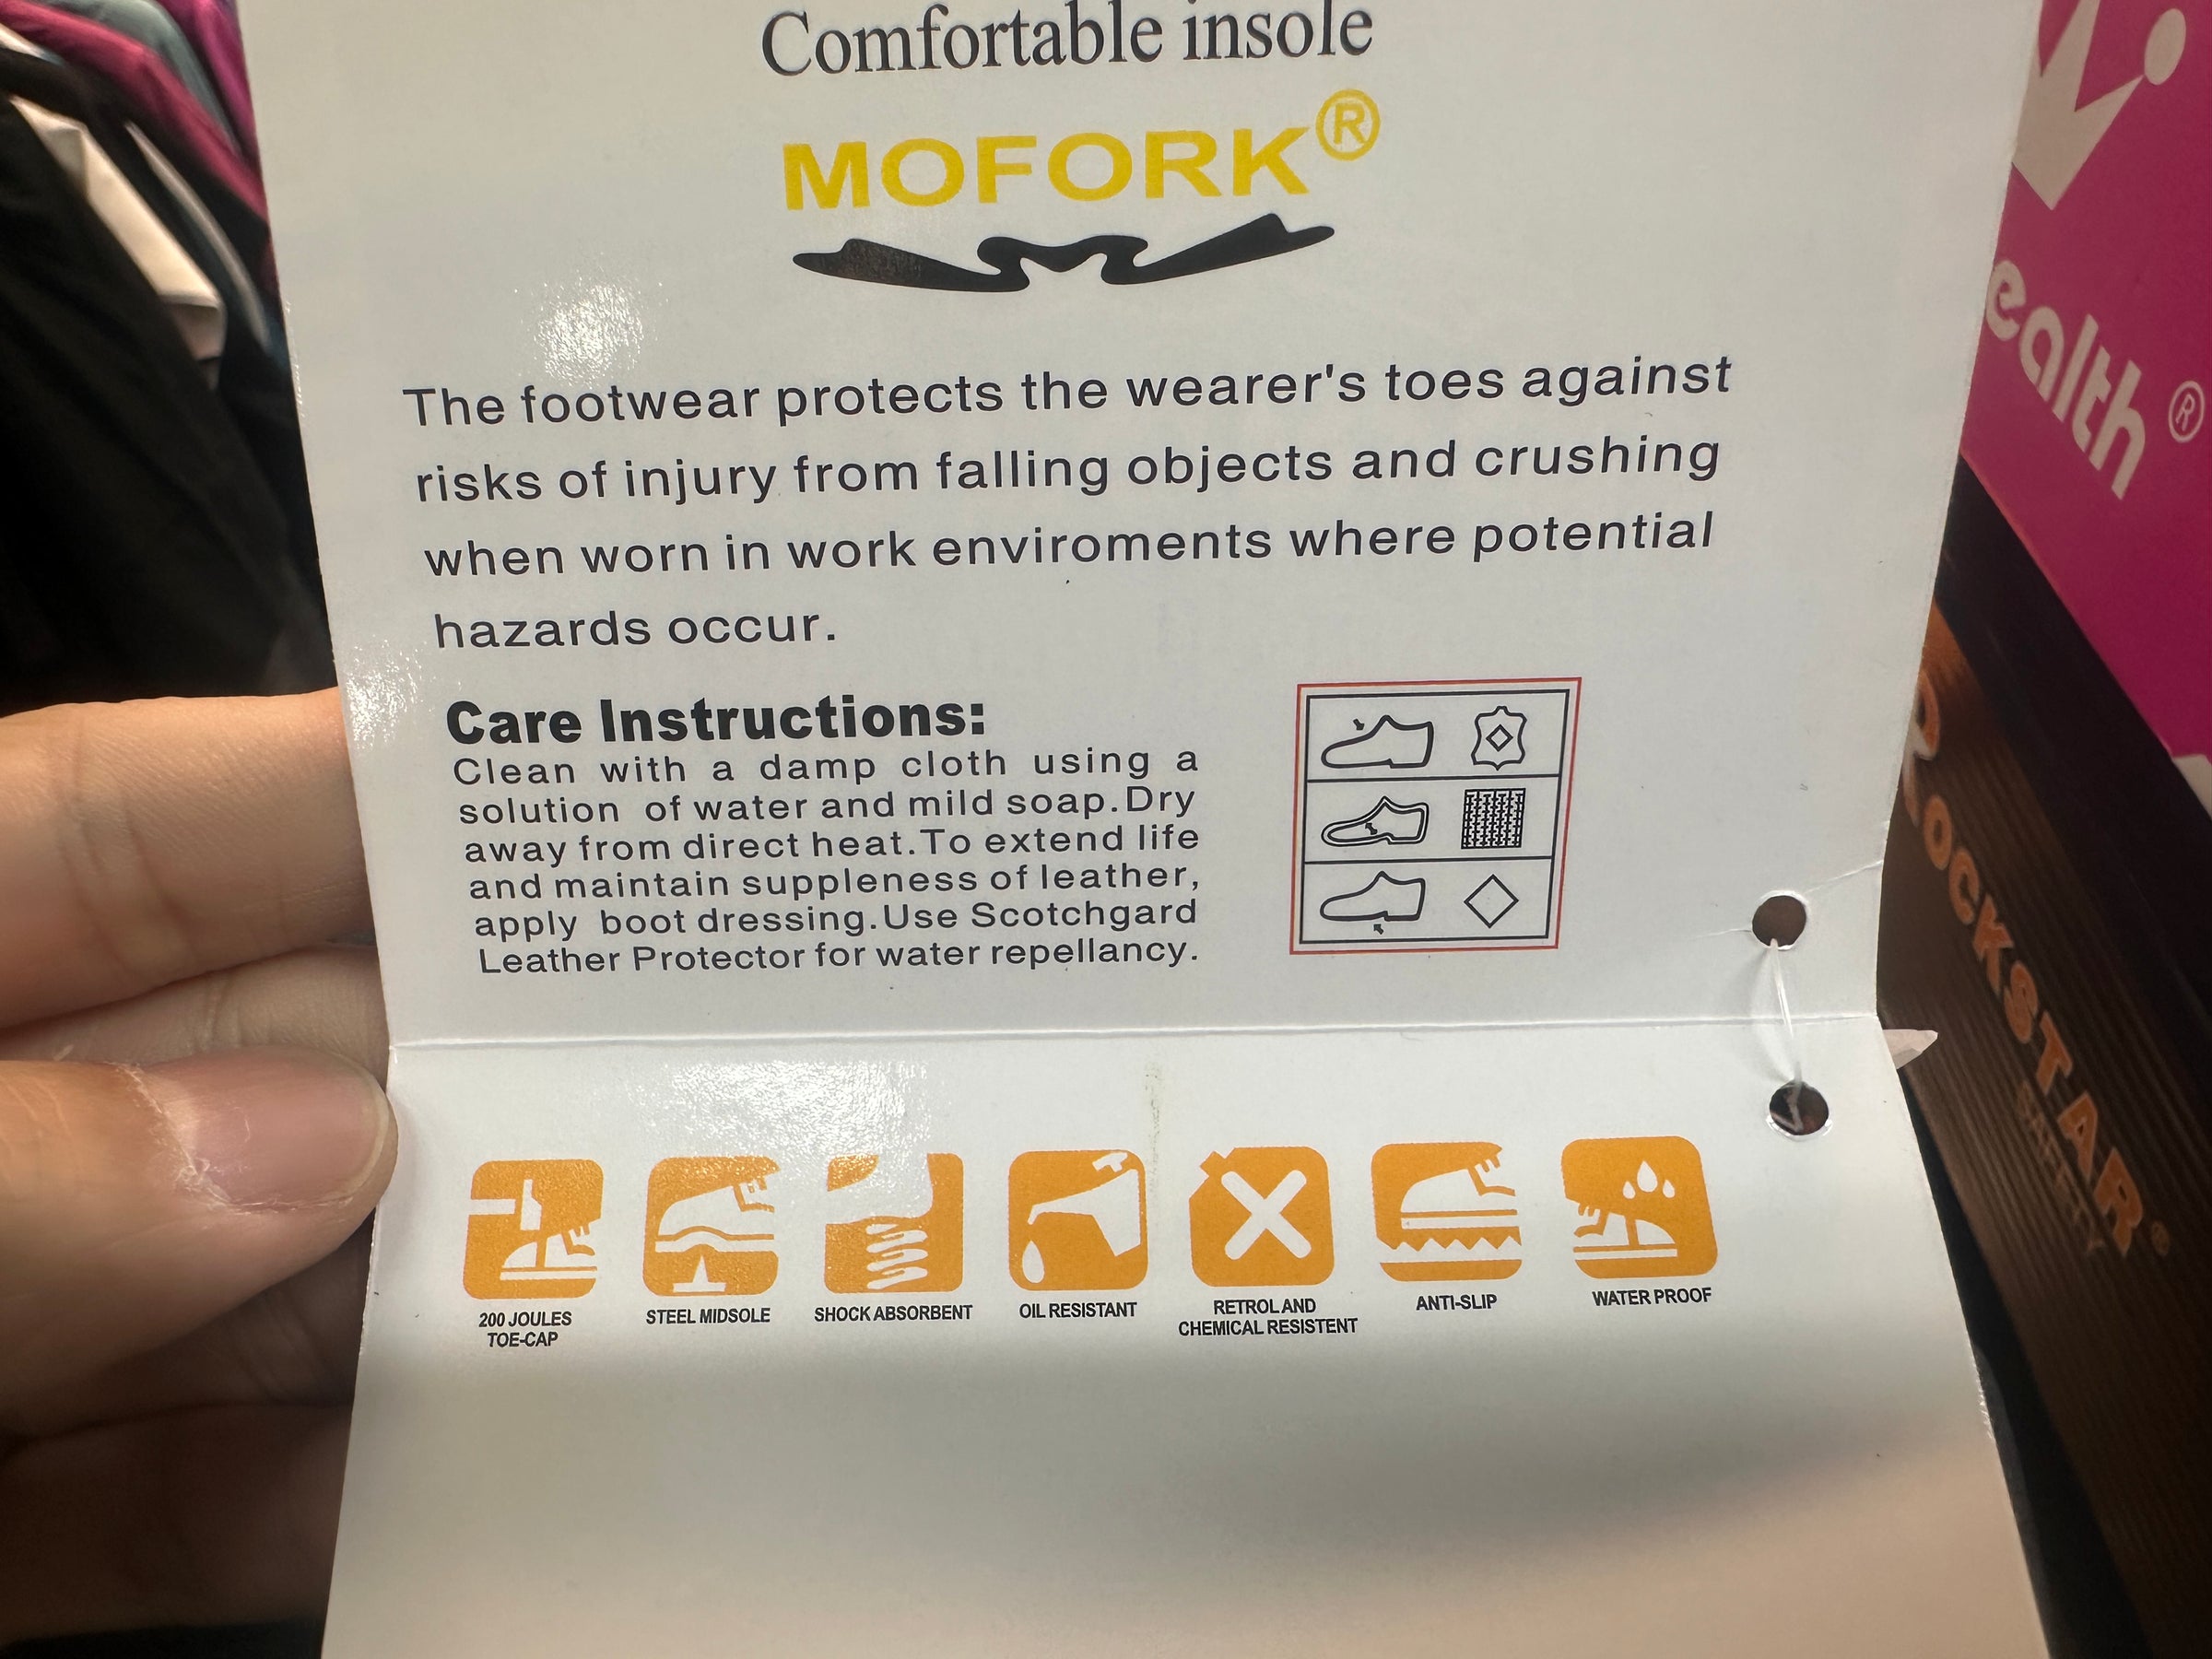 Comfortable insole
MOFORK®
The footwear protects the wearer's toes against
risks of injury from falling objects and crushing
when worn in work enviroments where potential
hazards occur.
Care Instructions:
Clean with a damp cloth using a
solution of water and mild soap.Dry
away from direct heat.To extend life
and maintain suppleness of leather,
apply boot dressing.Use Scotchgard
Leather Protector for water repellancy.
200 JOULES
TOE-CAP
STEEL MIDSOLE
SHOCK ABSORBENT
OIL RESISTANT
RETROL AND
CHEMICAL RESISTENT
ANTI-SLIP
WATER PROOF
ealth®
ROCKSTAR®
SAFETY